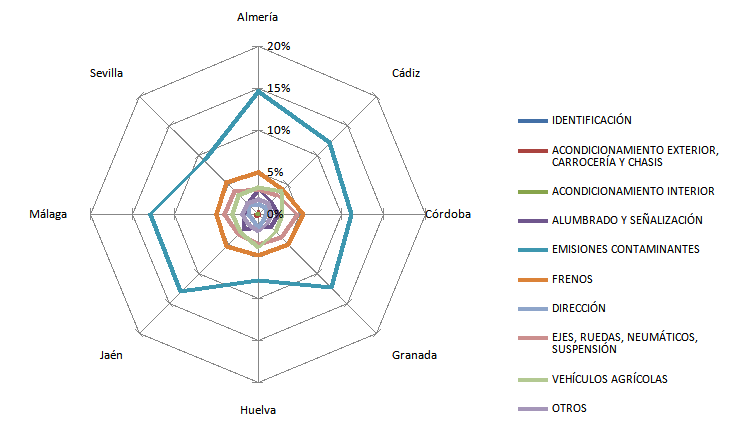 Almería
20%
Sevilla
Cádiz
15%
10%
5%
0%
Málaga
Córdoba
Jaén
Granada
Huelva
IDENTIFICACIÓN
ACONDICIONAMIENTO EXTERIOR,
CARROCERÍA Y CHASIS
ACONDICIONAMIENTO INTERIOR
ALUMBRADO Y SEÑALIZACIÓN
EMISIONES CONTAMINANTES
FRENOS
DIRECCIÓN
EJES, RUEDAS, NEUMÁTICOS,
SUSPENSIÓN
VEHÍCULOS AGRÍCOLAS
OTROS